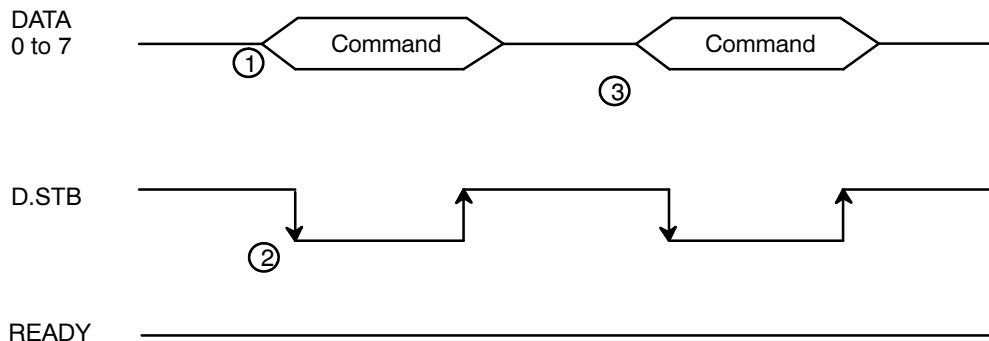 DATA
0 to 7
Command
Command
①
③
D.STB
②
READY